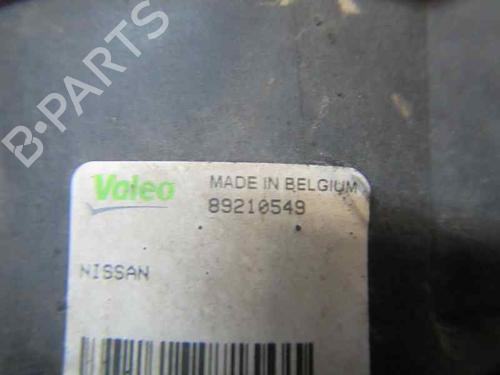 B-PARTS
Valeo
MADE IN BELGIUM
89210549
NISSAN